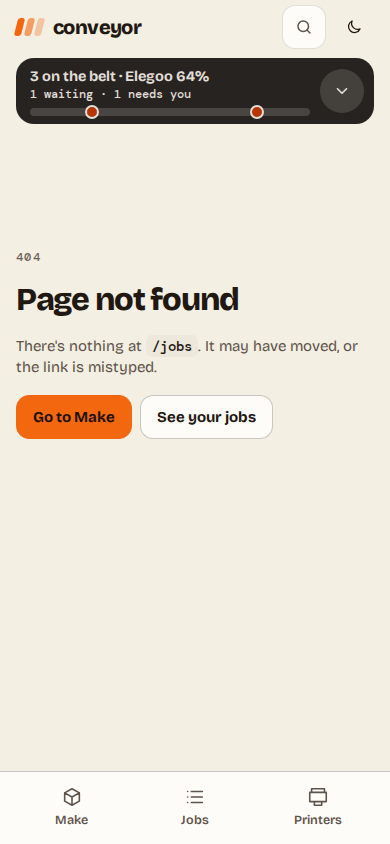 conveyor
3 on the belt · Elegoo 64%
1 waiting · 1 needs you
404
Page not found
There's nothing at /jobs. It may have moved, or
the link is mistyped.
Go to Make
See your jobs
Make
Jobs
Printers